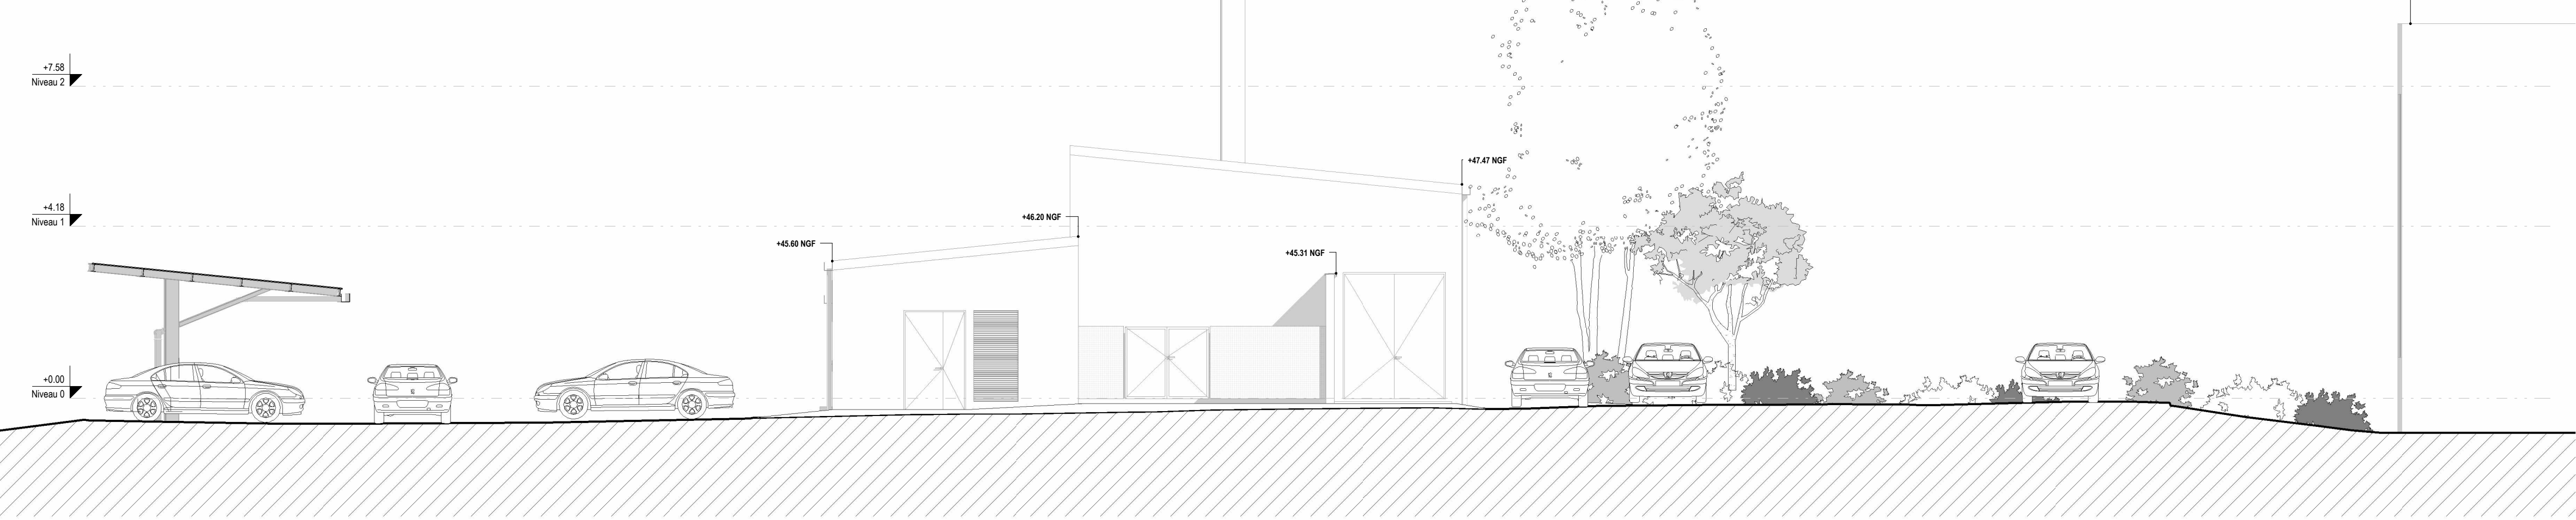 +7.58
Niveau 2
+47.47 NGF
+4.18
Niveau 1
+46.20 NGF
+45.60 NGF
+45.31 NGF
+0.00
Niveau 0